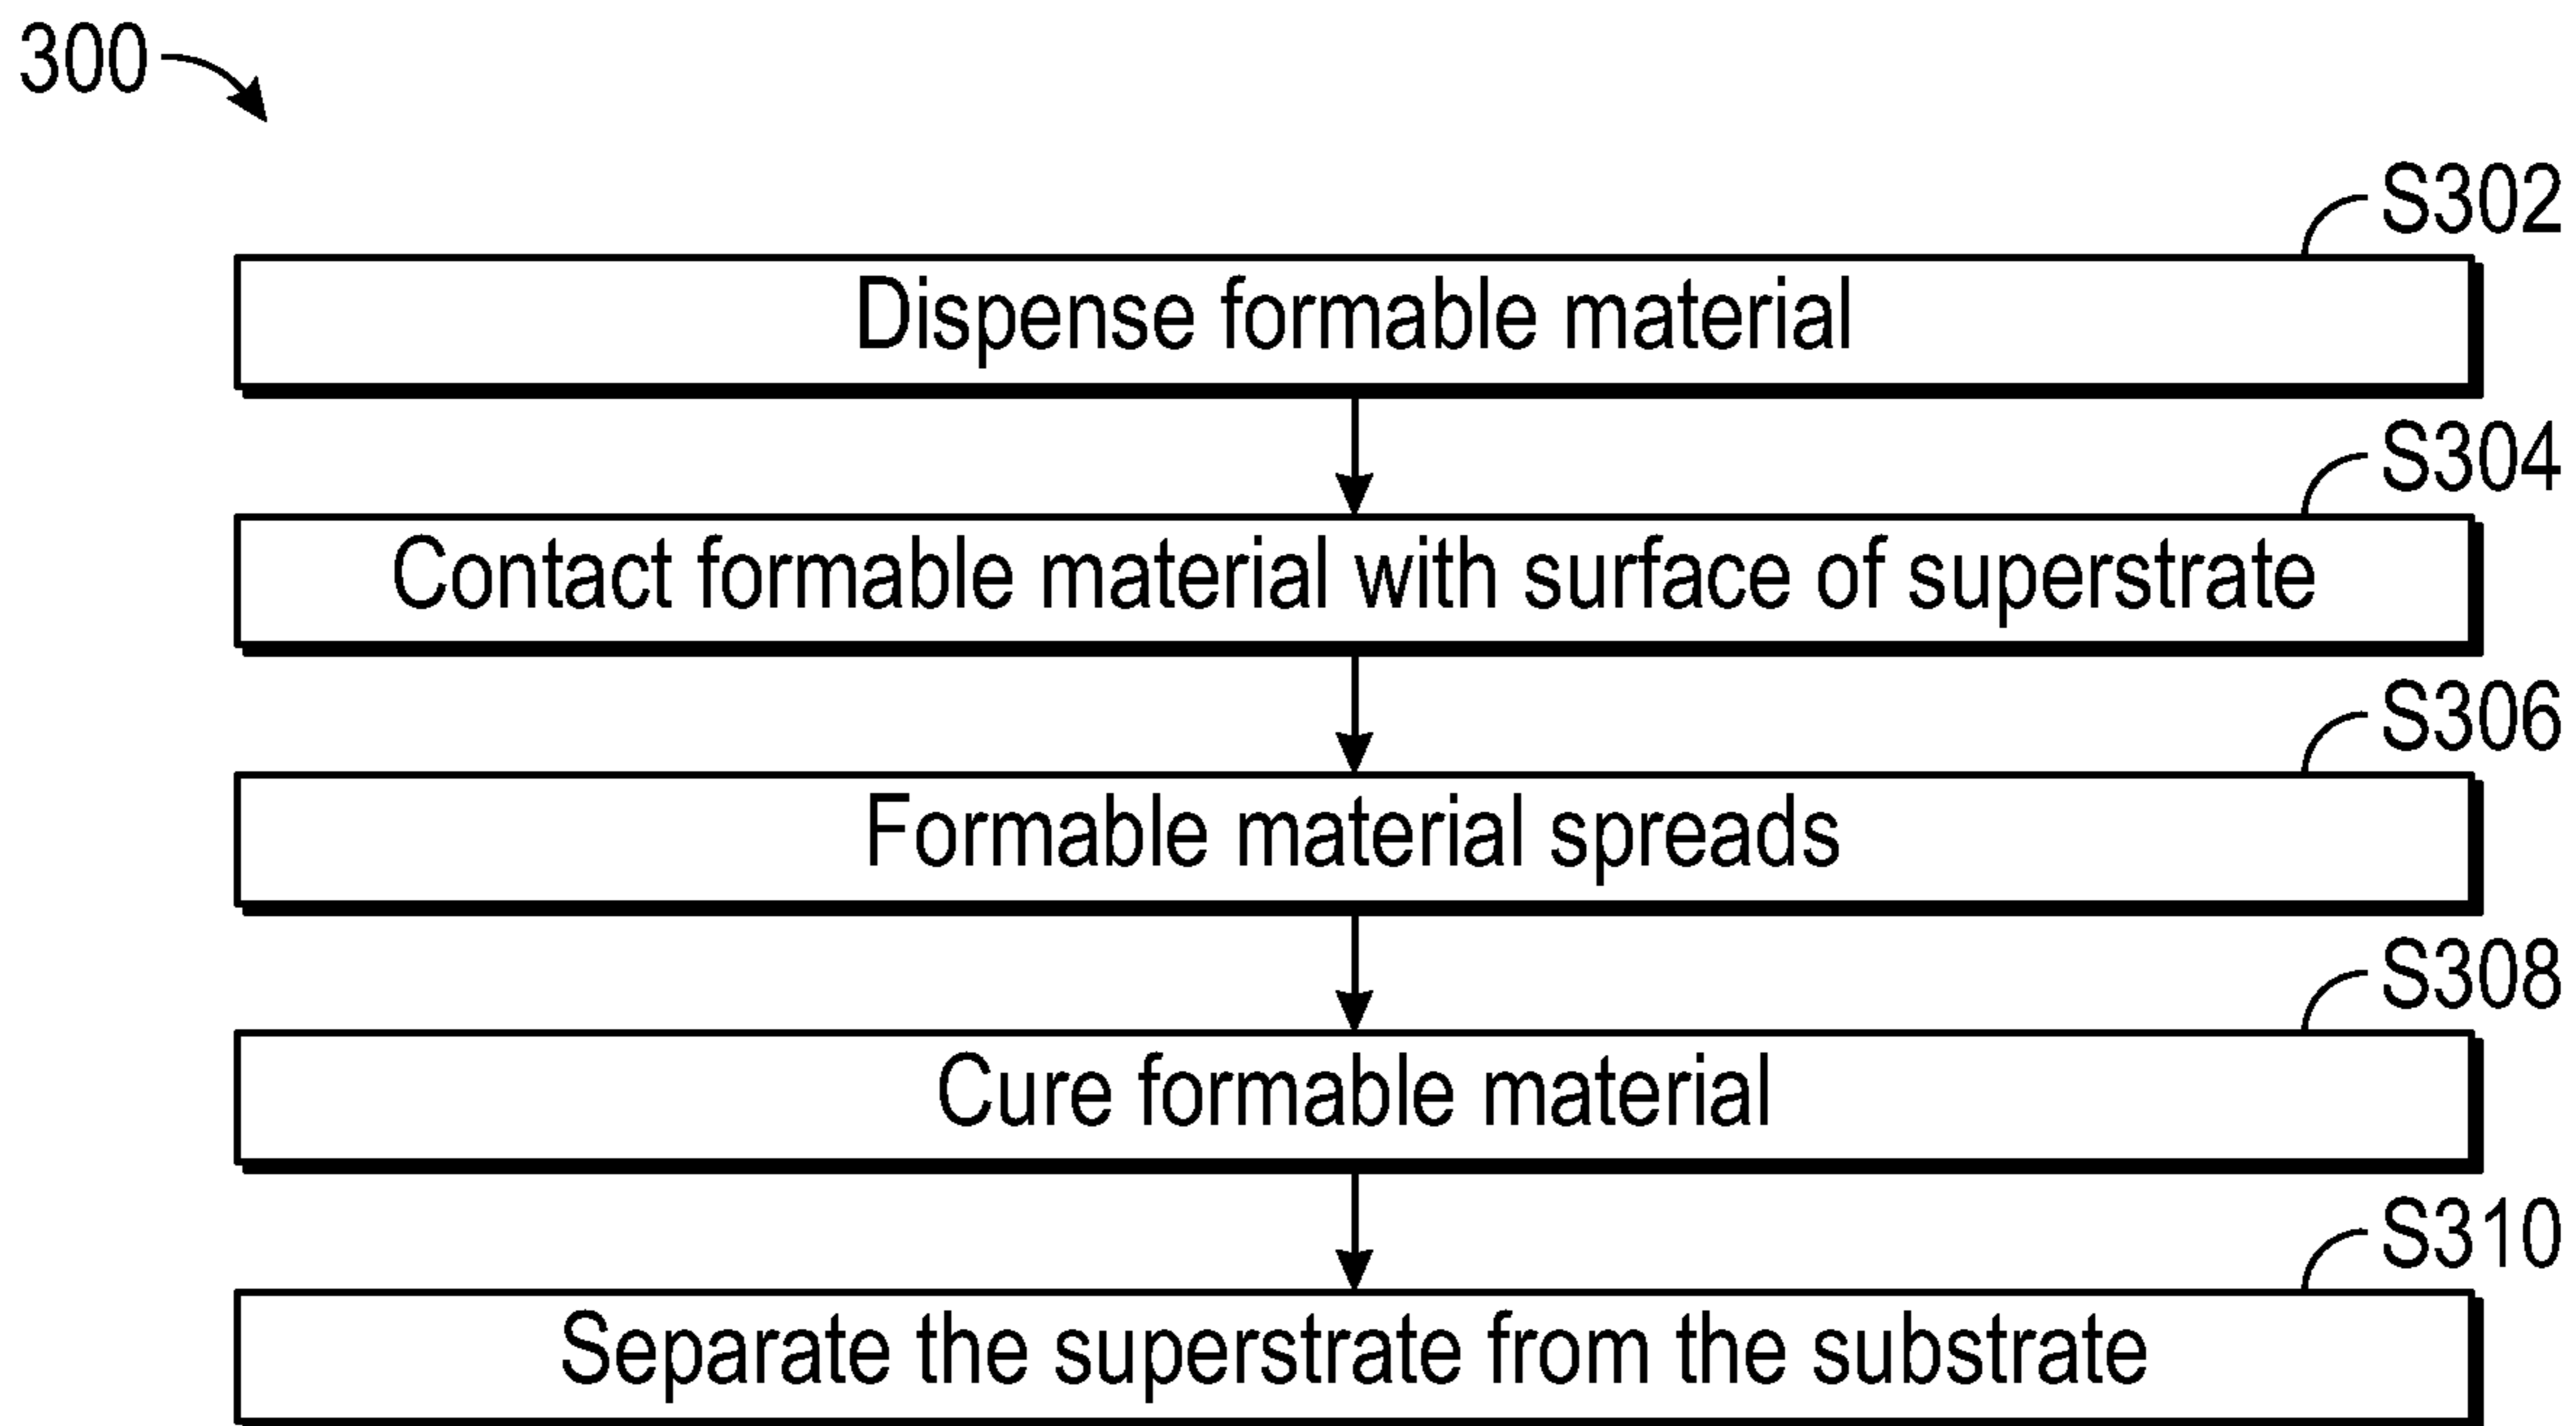 300
S302
Dispense formable material
S304
Contact formable material with surface of superstrate
S306
Formable material spreads
S308
Cure formable material
S310
Separate the superstrate from the substrate